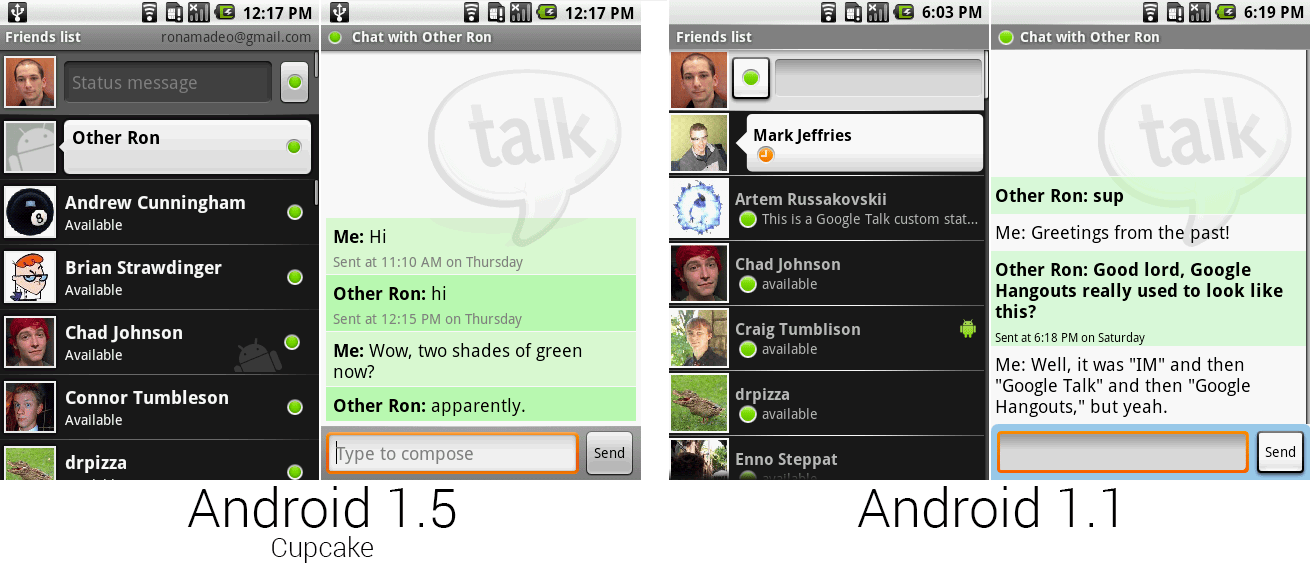 12:17 PM
Friends list
ronamadeo@gmail.com
Status message
Other Ron
Andrew Cunningham
Available
Brian Strawdinger
Available
Chad Johnson
Available
Connor Tumbleson
Available
drpizza
12:17 PM
Chat with Other Ron
talk
Me: Hi
Sent at 11:10 AM on Thursday
Other Ron: hi
Sent at 12:15 PM on Thursday
Me: Wow, two shades of green
now?
Other Ron: apparently.
Type to compose
Send
Android 1.5
Cupcake
6:03 PM
Friends list
Mark Jeffries
Artem Russakovskii
This is a Google Talk custom stat...
Chad Johnson
available
Craig Tumblison
available
drpizza
available
Enno Steppat
available
6:19 PM
Chat with Other Ron
talk
Other Ron: sup
Me: Greetings from the past!
Other Ron: Good lord, Google
Hangouts really used to look like
this?
Sent at 6:18 PM on Saturday
Me: Well, it was "IM" and then
"Google Talk" and then "Google
Hangouts," but yeah.
Send
Android 1.1